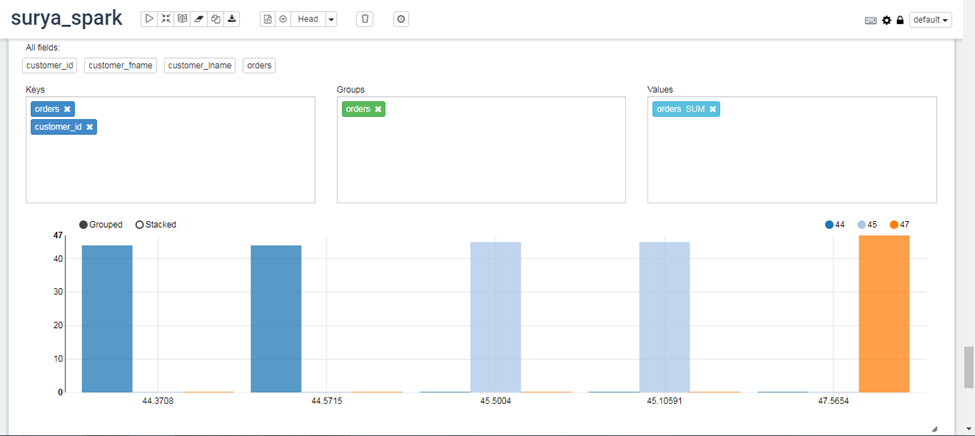 surya_spark Head default
All fields:
customer_id customer_fname customer_lname orders
Keys Groups Values
orders ✖ orders ✖ orders SUM ✖
customer_id ✖
Grouped Stacked 44 45 47
47
40
30
20
10
0
44.3708 44.5715 45.5004 45.10591 47.5654